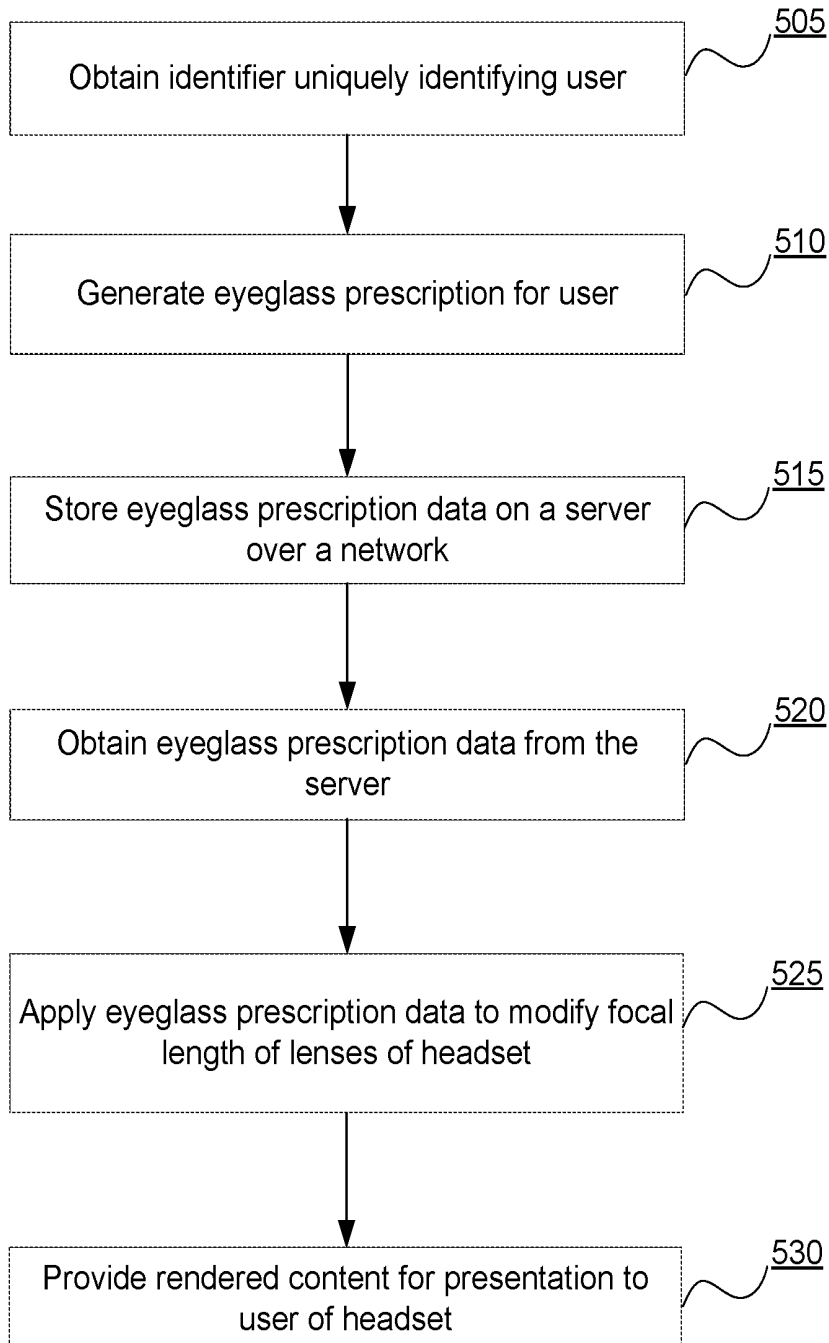 505
Obtain identifier uniquely identifying user
510
Generate eyeglass prescription for user
515
Store eyeglass prescription data on a server
over a network
520
Obtain eyeglass prescription data from the
server
525
Apply eyeglass prescription data to modify focal
length of lenses of headset
530
Provide rendered content for presentation to
user of headset